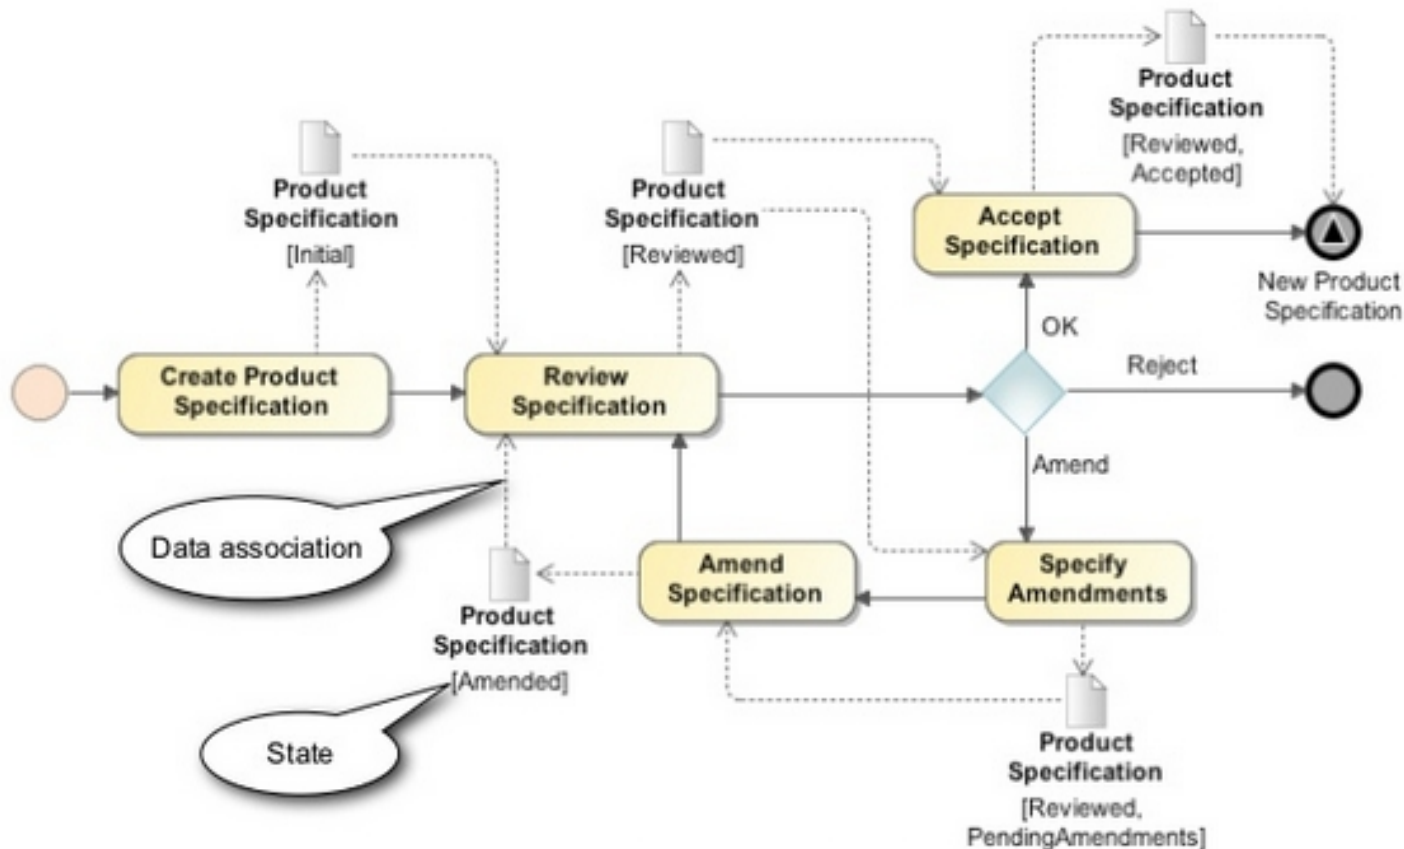 Product
Specification
[Reviewed,
Accepted]
Product
Specification
[Initial]
Product
Specification
[Reviewed]
Accept
Specification
New Product
Specification
OK
Reject
Create Product
Specification
Review
Specification
Amend
Data association
Amend
Specification
Specify
Amendments
Product
Specification
[Amended]
State
Product
Specification
[Reviewed,
PendingAmendments]